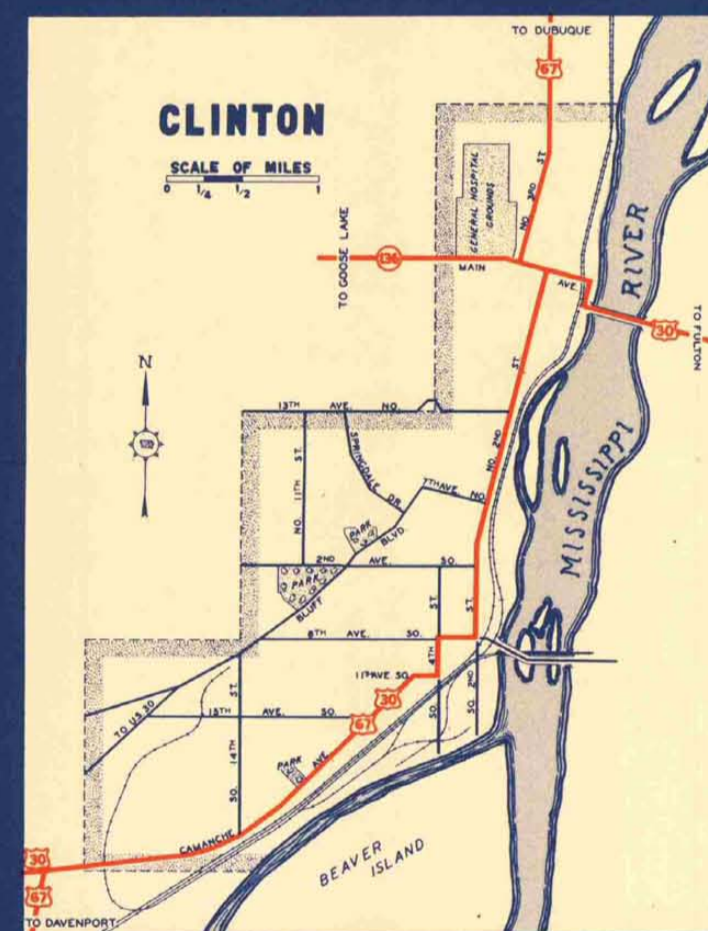 TO DUBUQUE
67
CLINTON
SCALE OF MILES
0 1/4 1/2 1
GENERAL HOSPITAL
GROUNDS
NO. 3RD ST.
TO GOOSE LAKE
136
MAIN AVE.
RIVER
30
TO FULTON
N
ST.
NO. 2ND
13TH AVE. NO.
SPRINGDALE DR.
NO. 11TH ST.
7TH AVE. NO.
MISSISSIPPI
PARK
BLVD.
2ND AVE. SO.
PARK
BLUFF
ST.
ST.
8TH AVE. SO.
4TH
11TH AVE. SO.
30
67
SO. 2ND
SO.
TO U.S. 30
AVE. SO.
SO. 14TH ST.
PARK
AVE.
CAMANCHE
BEAVER
ISLAND
30
67
TO DAVENPORT